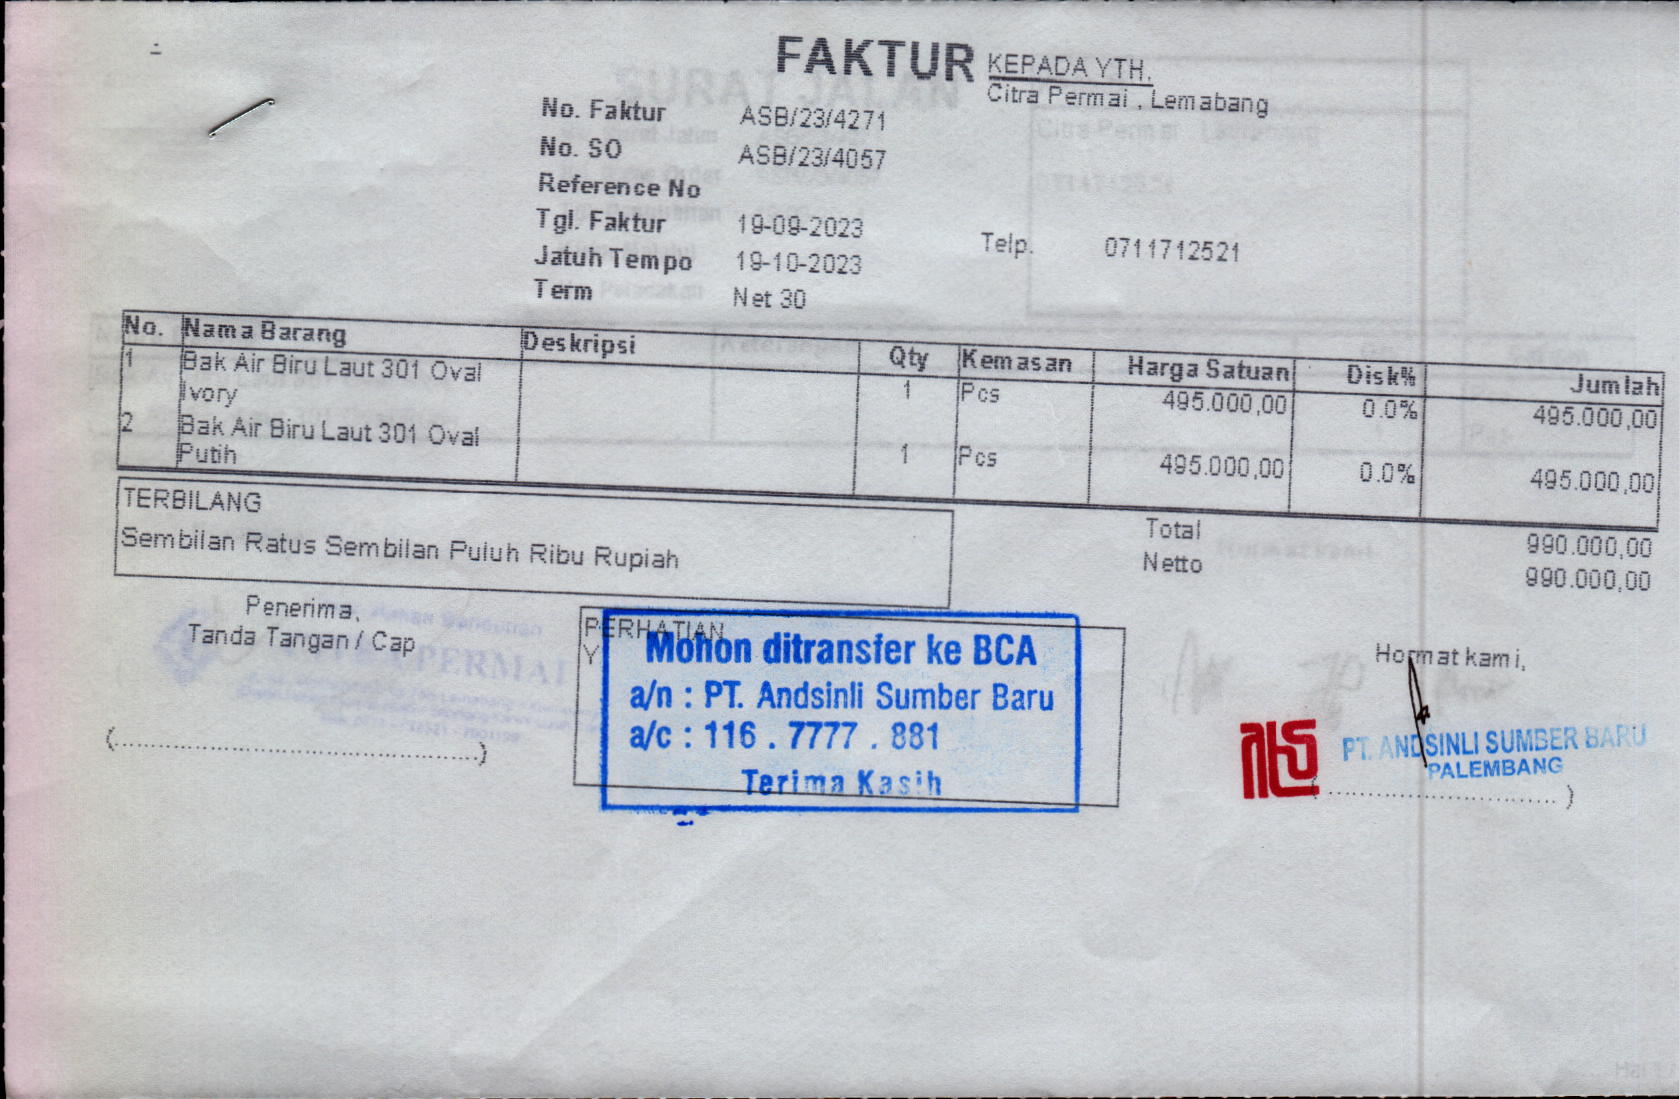 FAKTUR
KEPADA YTH.
Citra Permai , Lemabang
No. Faktur ASB/23/4271
No. SO ASB/23/4057
Reference No
Tgl. Faktur 19-09-2023
Jatuh Tempo 19-10-2023
Term Net 30
Telp. 0711712521
No. Nama Barang Deskripsi Qty Kemasan Harga Satuan Disk% Jumlah
1 Bak Air Biru Laut 301 Oval 1 Pcs 495.000,00 0.0% 495.000,00
Ivory
2 Bak Air Biru Laut 301 Oval
Putih 1 Pcs 495.000,00 0.0% 495.000,00
TERBILANG
Sembilan Ratus Sembilan Puluh Ribu Rupiah
Total 990.000,00
Netto 990.000,00
Penerima,
Tanda Tangan / Cap
PERHATIAN
Mohon ditransfer ke BCA
a/n : PT. Andsinli Sumber Baru
a/c : 116 . 7777 . 881
Terima Kasih
Hormat kami,
PT. ANDSINLI SUMBER BARU
PALEMBANG